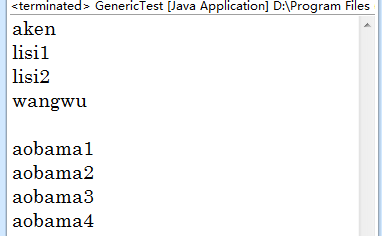 <terminated> GenericTest [Java Application] D:\Program Files
aken
lisi1
lisi2
wangwu
aobama1
aobama2
aobama3
aobama4